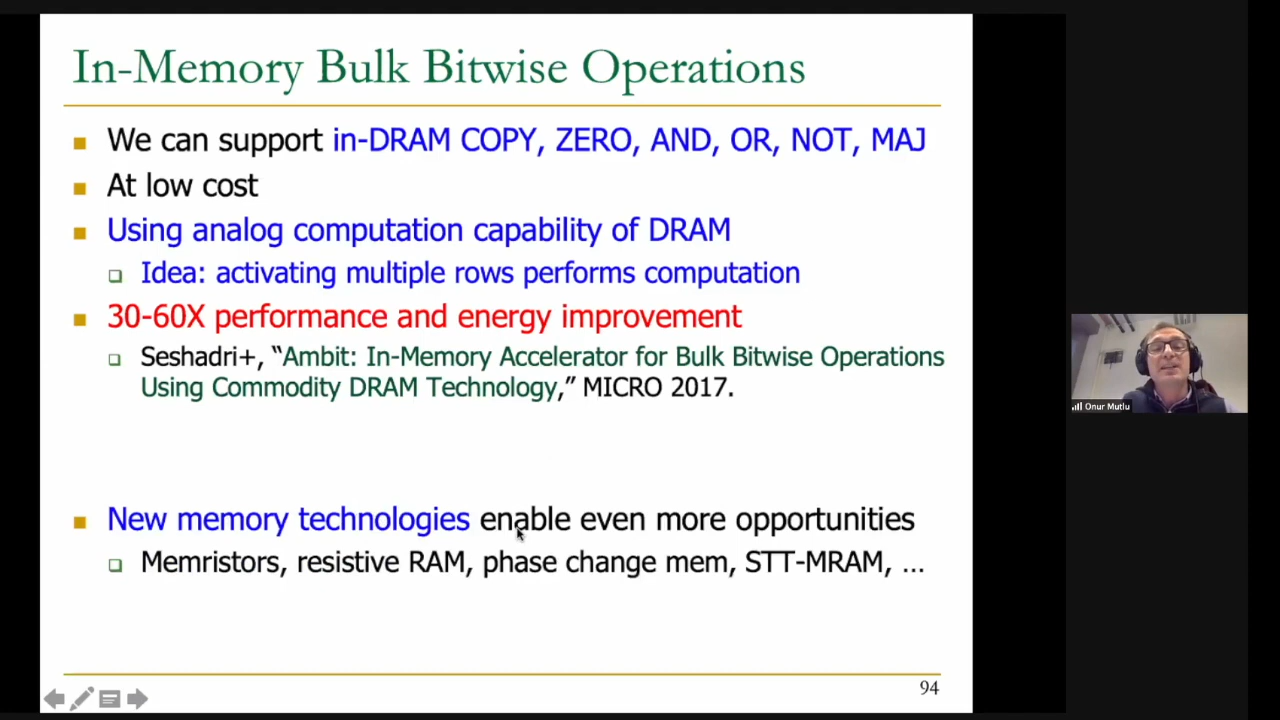 In-Memory Bulk Bitwise Operations
We can support in-DRAM COPY, ZERO, AND, OR, NOT, MAJ
At low cost
Using analog computation capability of DRAM
Idea: activating multiple rows performs computation
30-60X performance and energy improvement
Seshadri+, “Ambit: In-Memory Accelerator for Bulk Bitwise Operations
Using Commodity DRAM Technology,” MICRO 2017.
New memory technologies enable even more opportunities
Memristors, resistive RAM, phase change mem, STT-MRAM, ...
94
Onur Mutlu